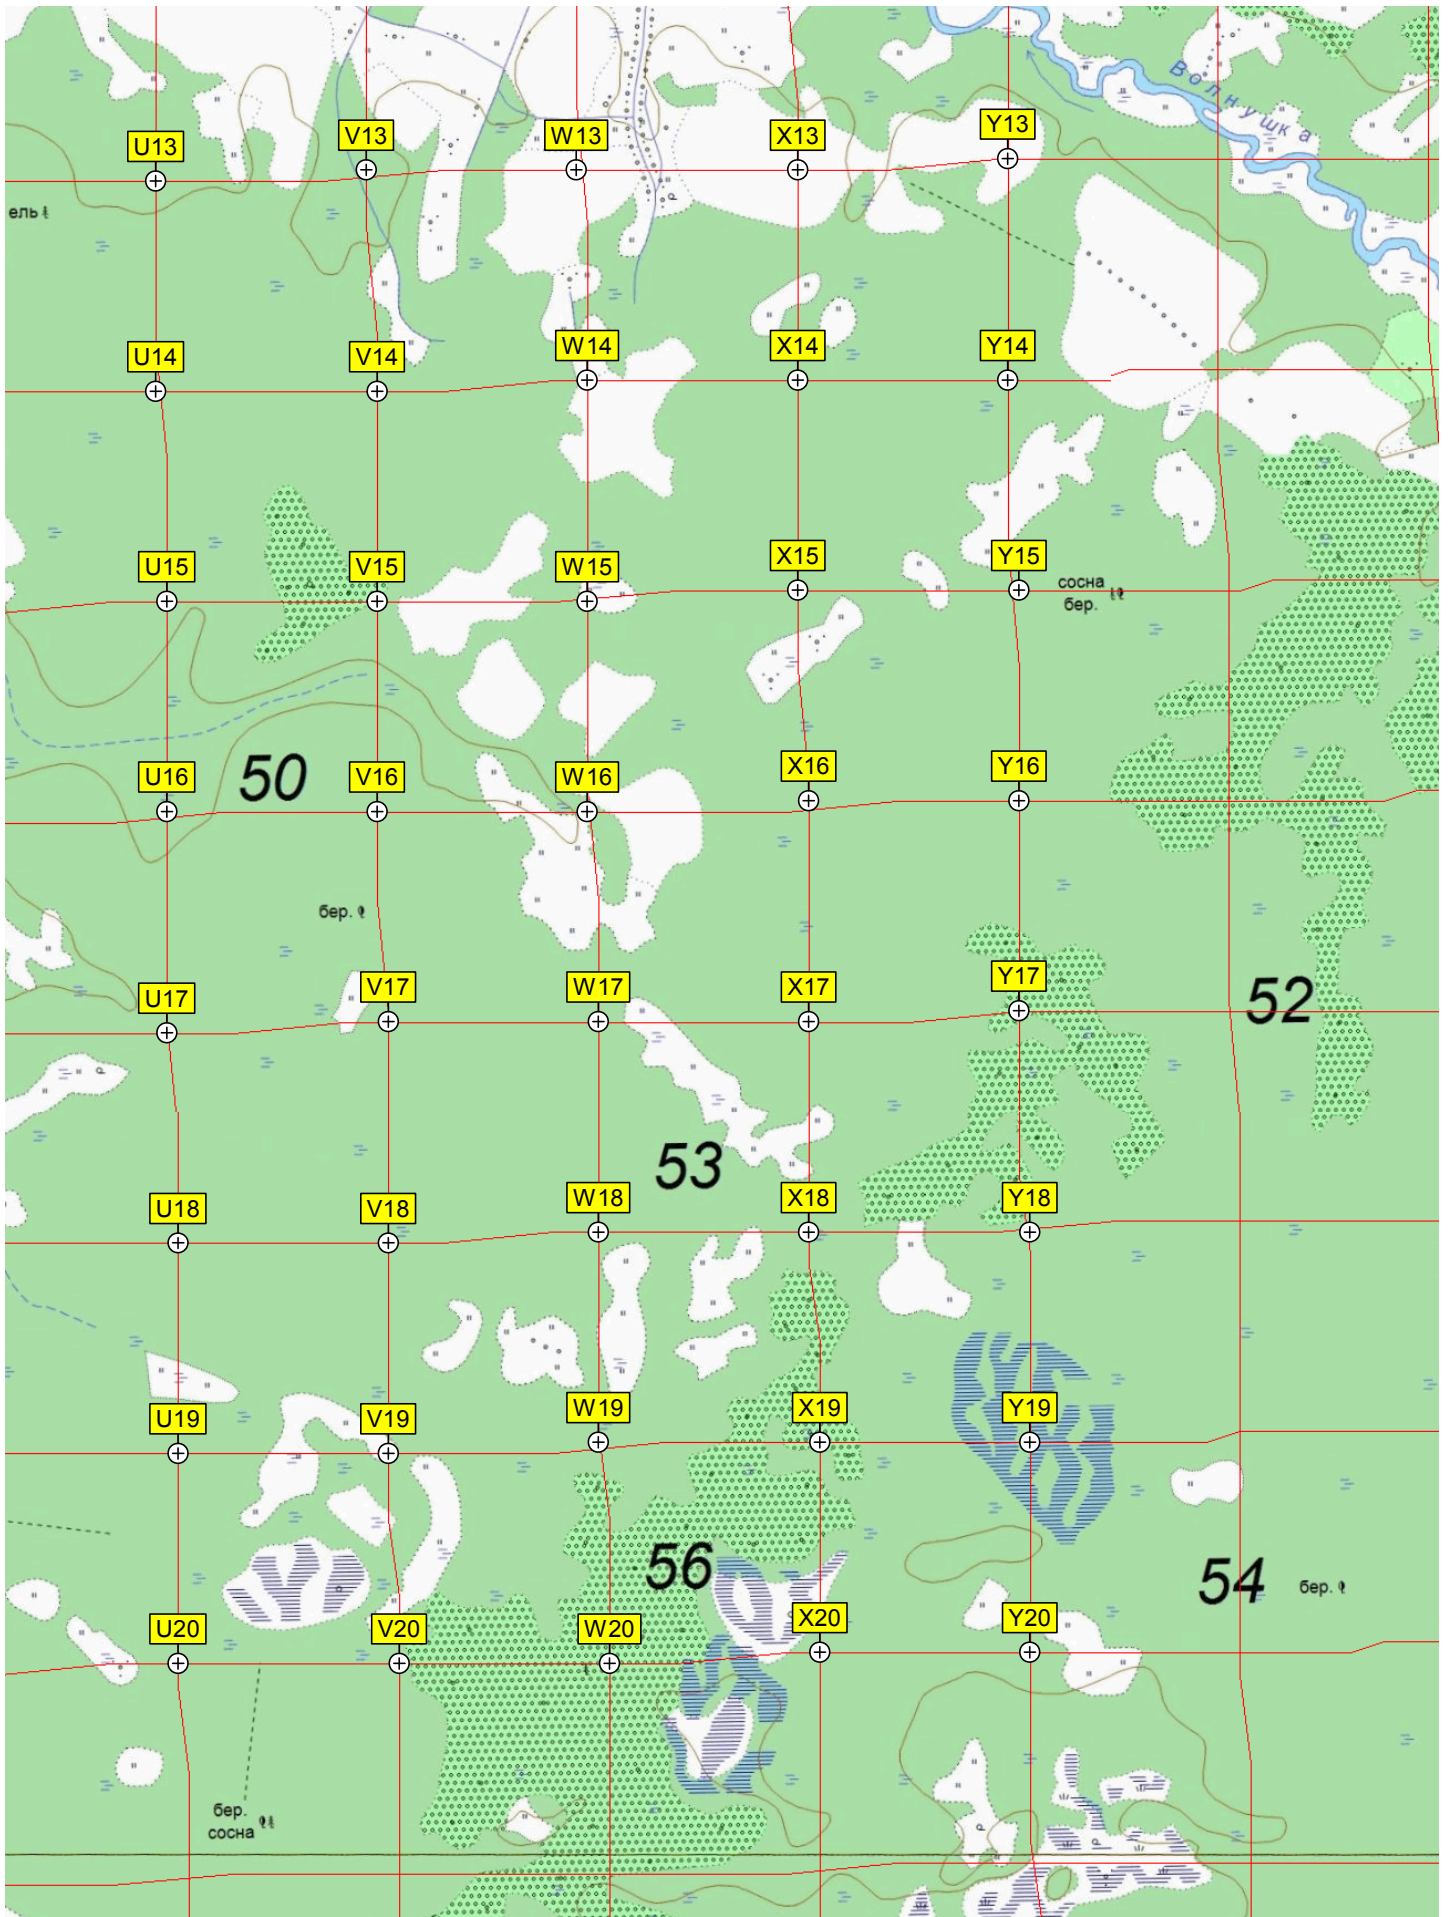 Волнушка
U13 V13 W13 X13 Y13
ель
U14 V14 W14 X14 Y14
U15 V15 W15 X15 Y15
сосна
бер.
U16 V16 W16 X16 Y16
50
бер.
U17 V17 W17 X17 Y17
52
53
U18 V18 W18 X18 Y18
U19 V19 W19 X19 Y19
56
54
бер.
U20 V20 W20 X20 Y20
бер.
сосна